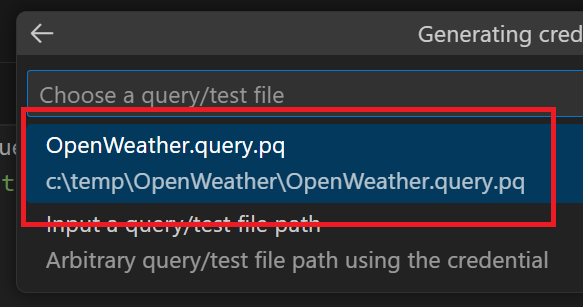 Generating cred
Choose a query/test file
ue
OpenWeather.query.pq
t
c:\temp\OpenWeather\OpenWeather.query.pq
Input a query/test file path
Arbitrary query/test file path using the credential